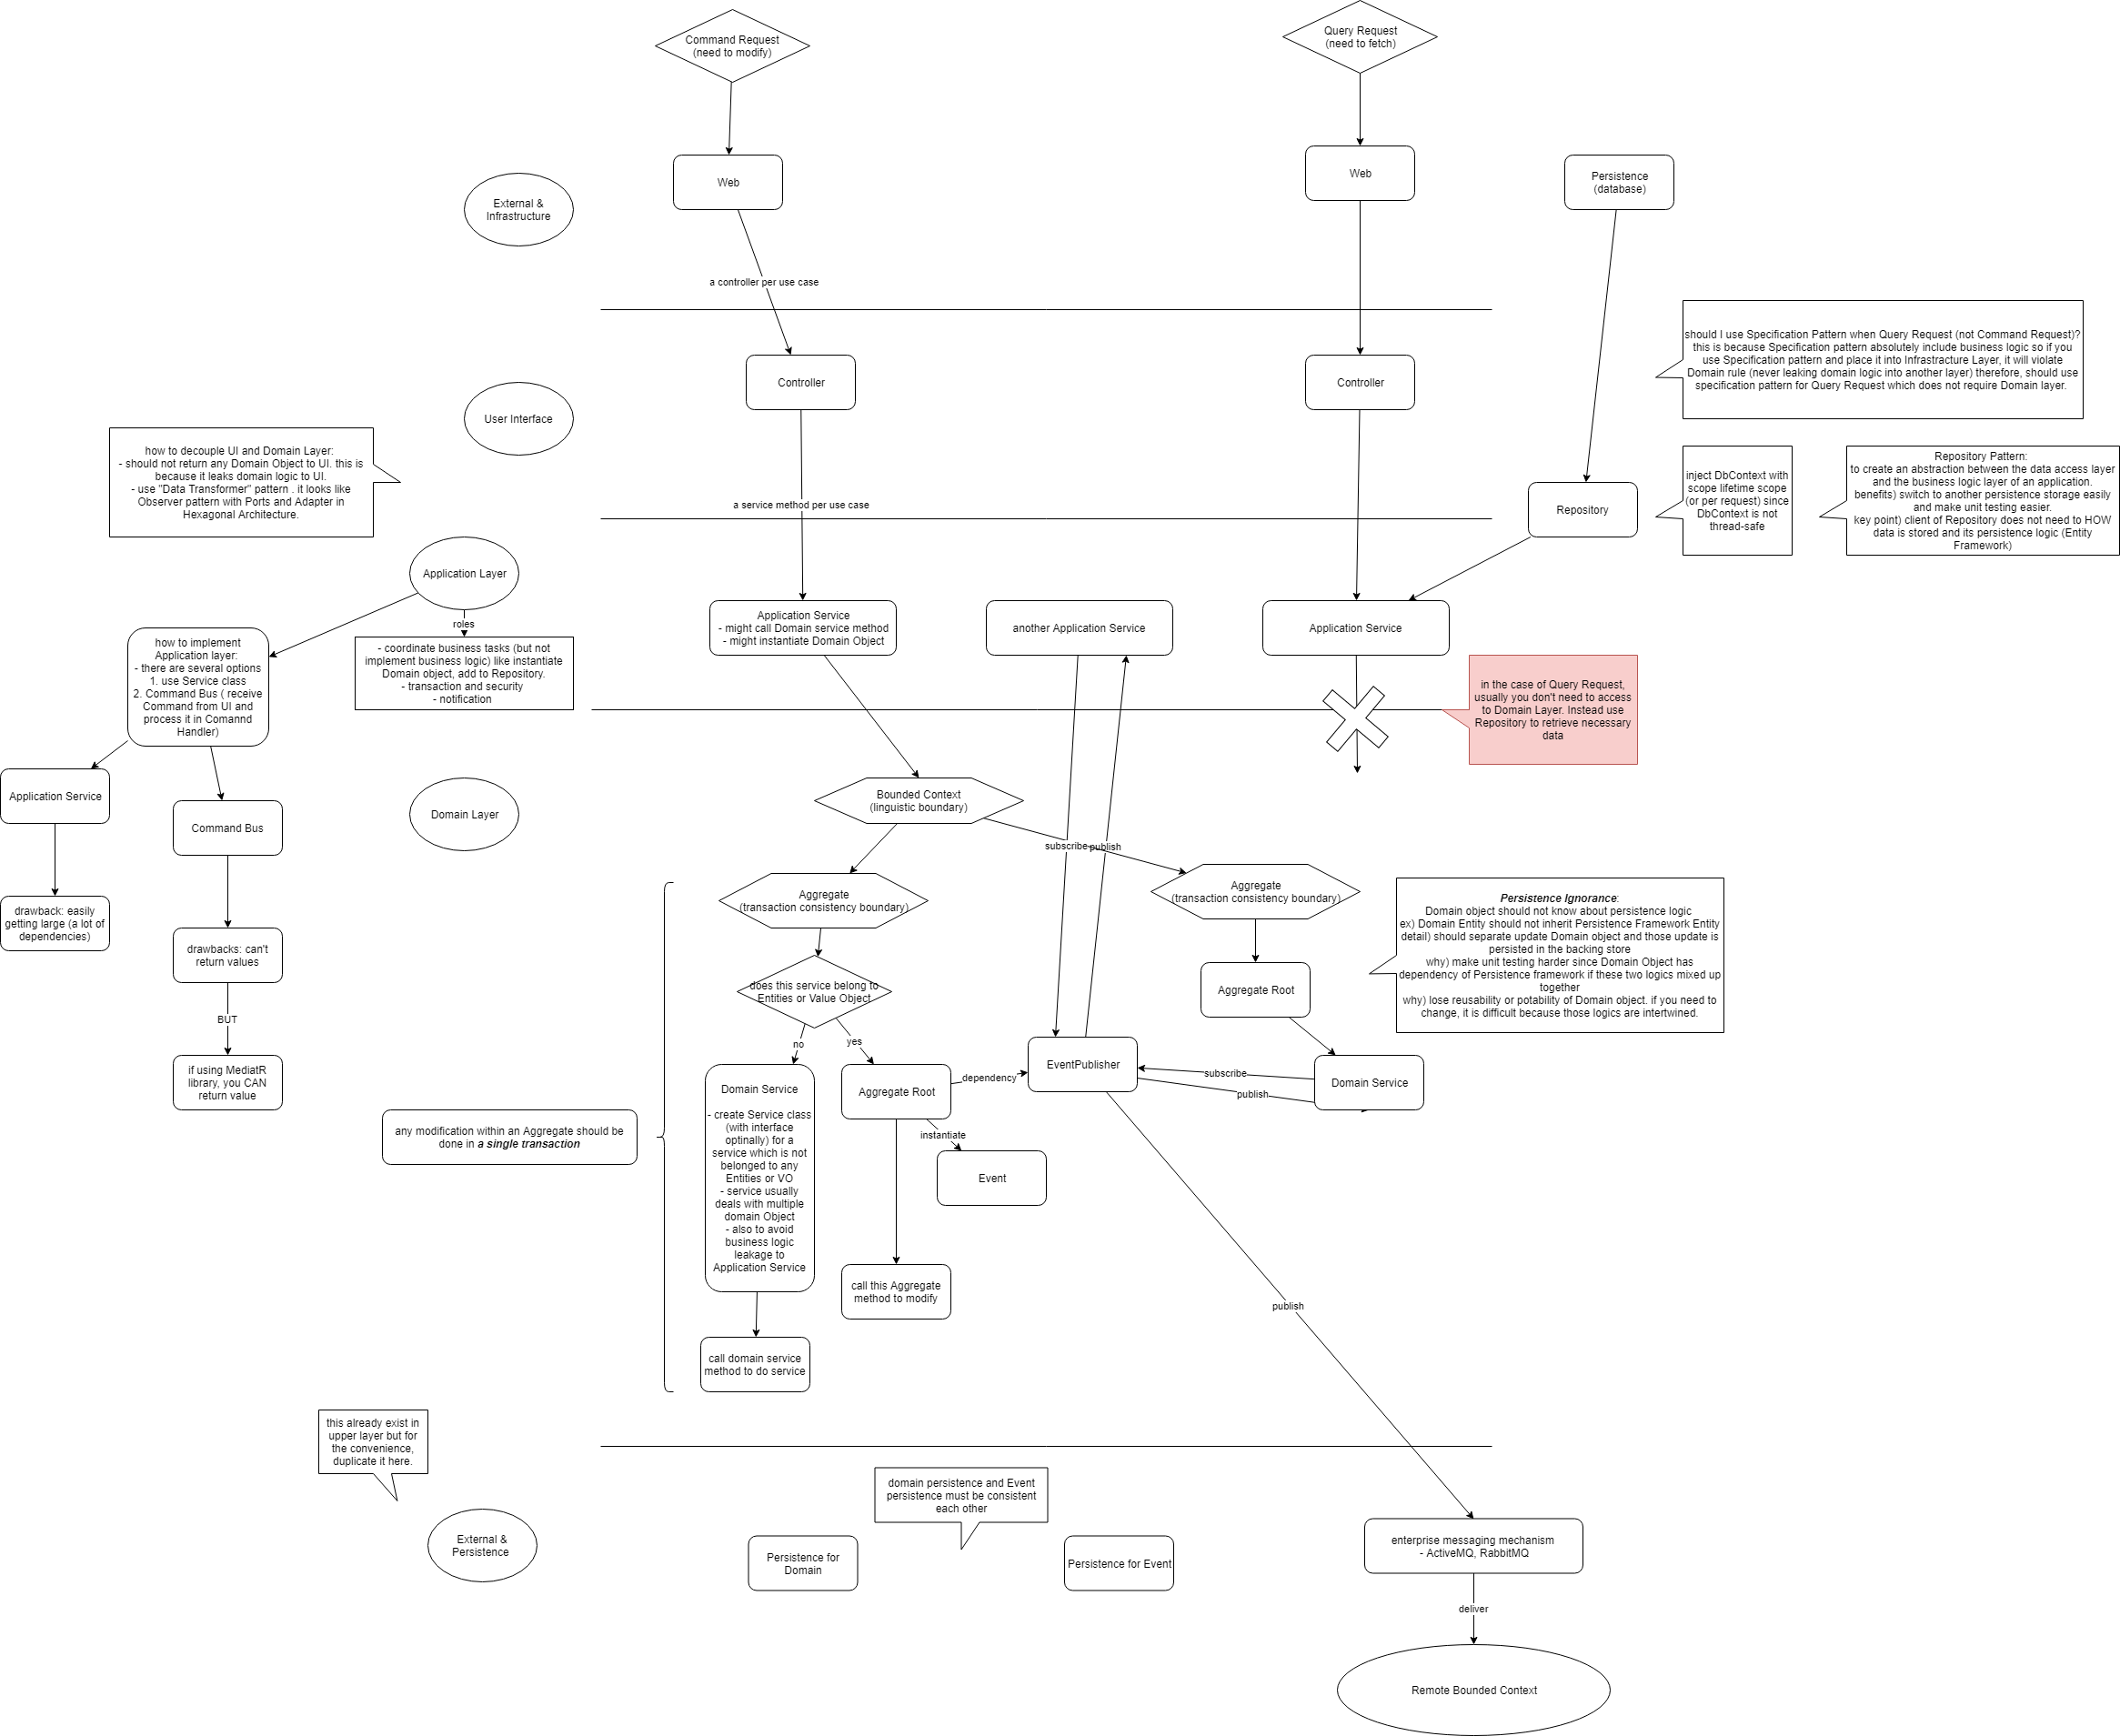 Command Request
(need to modify)
Query Request
(need to fetch)
Web
Web
Persistence
(database)
External &
Infrastructure
a controller per use case
should I use Specification Pattern when Query Request (not Command Request)?
this is because Specification pattern absolutely include business logic so if you
use Specification pattern and place it into Infrastracture Layer, it will violate
Domain rule (never leaking domain logic into another layer) therefore, should use
specification pattern for Query Request which does not require Domain layer.
Controller
Controller
User Interface
how to decouple UI and Domain Layer:
- should not return any Domain Object to UI. this is
because it leaks domain logic to UI.
- use "Data Transformer" pattern . it looks like
Observer pattern with Ports and Adapter in
Hexagonal Architecture.
a service method per use case
Repository
inject DbContext with
scope lifetime scope
(or per request) since
DbContext is not
thread-safe
Repository Pattern:
to create an abstraction between the data access layer
and the business logic layer of an application.
benefits) switch to another persistence storage easily
and make unit testing easier.
key point) client of Repository does not need to HOW
data is stored and its persistence logic (Entity
Framework)
Application Layer
roles
- coordinate business tasks (but not
implement business logic) like instantiate
Domain object, add to Repository.
- transaction and security
- notification
how to implement
Application layer:
- there are several options
1. use Service class
2. Command Bus ( receive
Command from UI and
process it in Comannd
Handler)
Application Service
- might call Domain service method
- might instantiate Domain Object
another Application Service
Application Service
in the case of Query Request,
usually you don't need to access
to Domain Layer. Instead use
Repository to retrieve necessary
data
Application Service
Command Bus
drawback: easily
getting large (a lot of
dependencies)
drawbacks: can't
return values
BUT
if using MediatR
library, you CAN
return value
Domain Layer
Bounded Context
(linguistic boundary)
subscribe
publish
Aggregate
(transaction consistency boundary)
Aggregate
(transaction consistency boundary)
Persistence Ignorance:
Domain object should not know about persistence logic
ex) Domain Entity should not inherit Persistence Framework Entity
detail) should separate update Domain object and those update is
persisted in the backing store
why) make unit testing harder since Domain Object has
dependency of Persistence framework if these two logics mixed up
together
why) lose reusability or potability of Domain object. if you need to
change, it is difficult because those logics are intertwined.
does this service belong to
Entities or Value Object
Aggregate Root
no
yes
Domain Service
- create Service class
(with interface
optinally) for a
service which is not
belonged to any
Entities or VO
- service usually
deals with multiple
domain Object
- also to avoid
business logic
leakage to
Application Service
Aggregate Root
dependency
EventPublisher
subscribe
publish
Domain Service
instantiate
Event
any modification within an Aggregate should be
done in a single transaction
call this Aggregate
method to modify
publish
call domain service
method to do service
this already exist in
upper layer but for
the convenience,
duplicate it here.
domain persistence and Event
persistence must be consistent
each other
External &
Persistence
Persistence for
Domain
Persistence for Event
enterprise messaging mechanism
- ActiveMQ, RabbitMQ
deliver
Remote Bounded Context